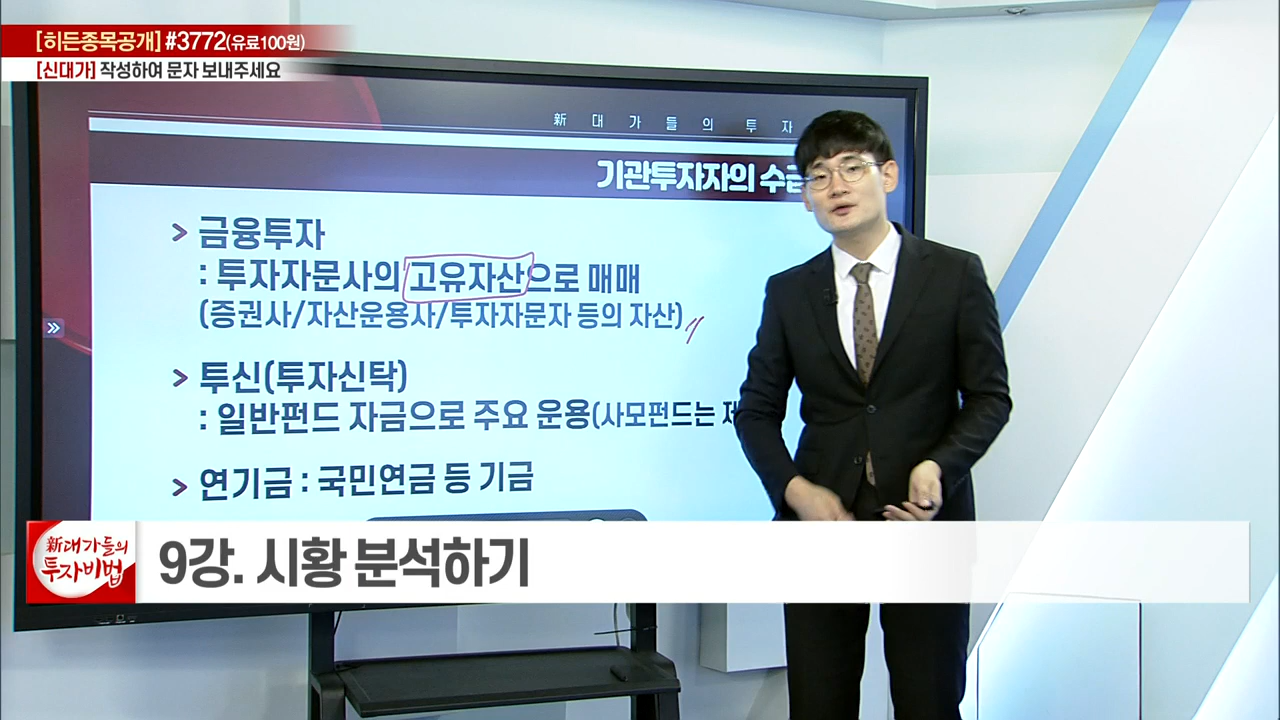 [히든종목공개] #3772(유료100원)
[신대가] 작성하여 문자 보내주세요
新 대 가 들 의 투 자
기관투자자의 수급
> 금융투자
: 투자자문사의 고유자산으로 매매
(증권사/자산운용사/투자자문자 등의 자산)
> 투신(투자신탁)
: 일반펀드 자금으로 주요 운용(사모펀드는 제
> 연기금 : 국민연금 등 기금
新대가들의
투자비법
9강. 시황 분석하기